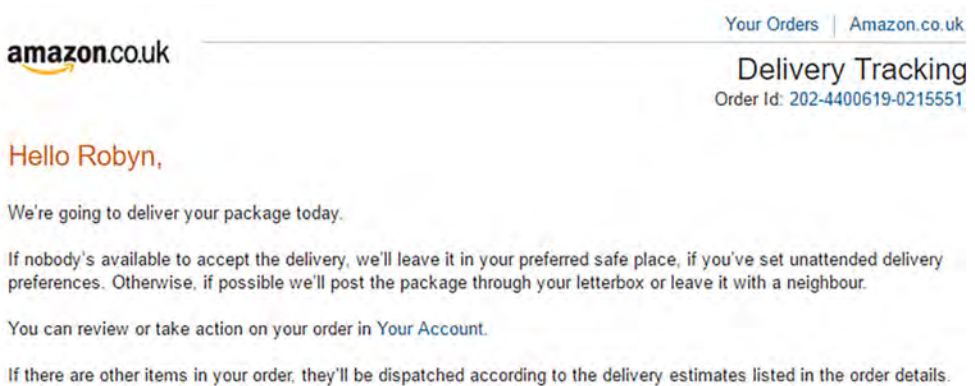 Your Orders | Amazon.co.uk
amazon.co.uk
Delivery Tracking
Order Id: 202-4400619-0215551
Hello Robyn,
We're going to deliver your package today.
If nobody's available to accept the delivery, we'll leave it in your preferred safe place, if you've set unattended delivery
preferences. Otherwise, if possible we'll post the package through your letterbox or leave it with a neighbour.
You can review or take action on your order in Your Account.
If there are other items in your order, they'll be dispatched according to the delivery estimates listed in the order details.